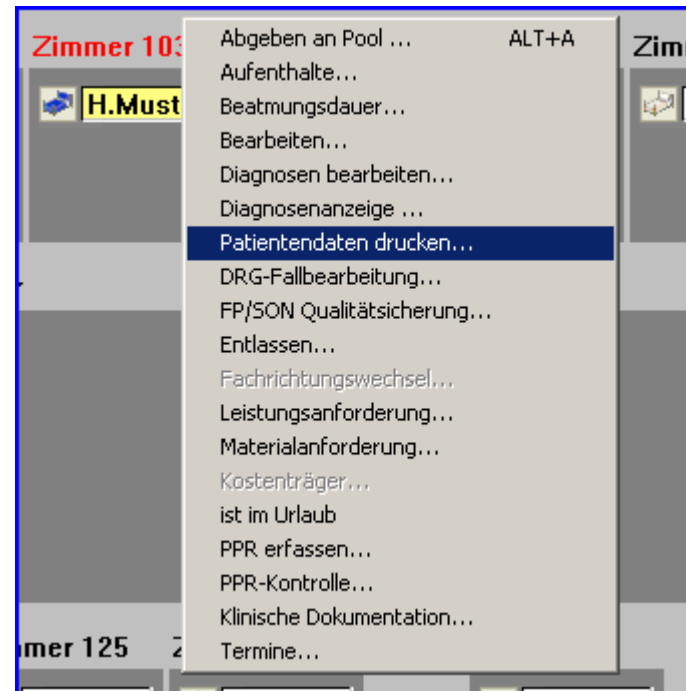 Zimmer 103
H.Must
Zim
Abgeben an Pool ... ALT+A
Aufenthalte...
Beatmungsdauer...
Bearbeiten...
Diagnosen bearbeiten...
Diagnosenanzeige ...
Patientendaten drucken...
DRG-Fallbearbeitung...
FP/SON Qualitätsicherung...
Entlassen...
Fachrichtungswechsel...
Leistungsanforderung...
Materialanforderung...
Kostenträger...
ist im Urlaub
PPR erfassen...
PPR-Kontrolle...
Klinische Dokumentation...
Termine...
mmer 125